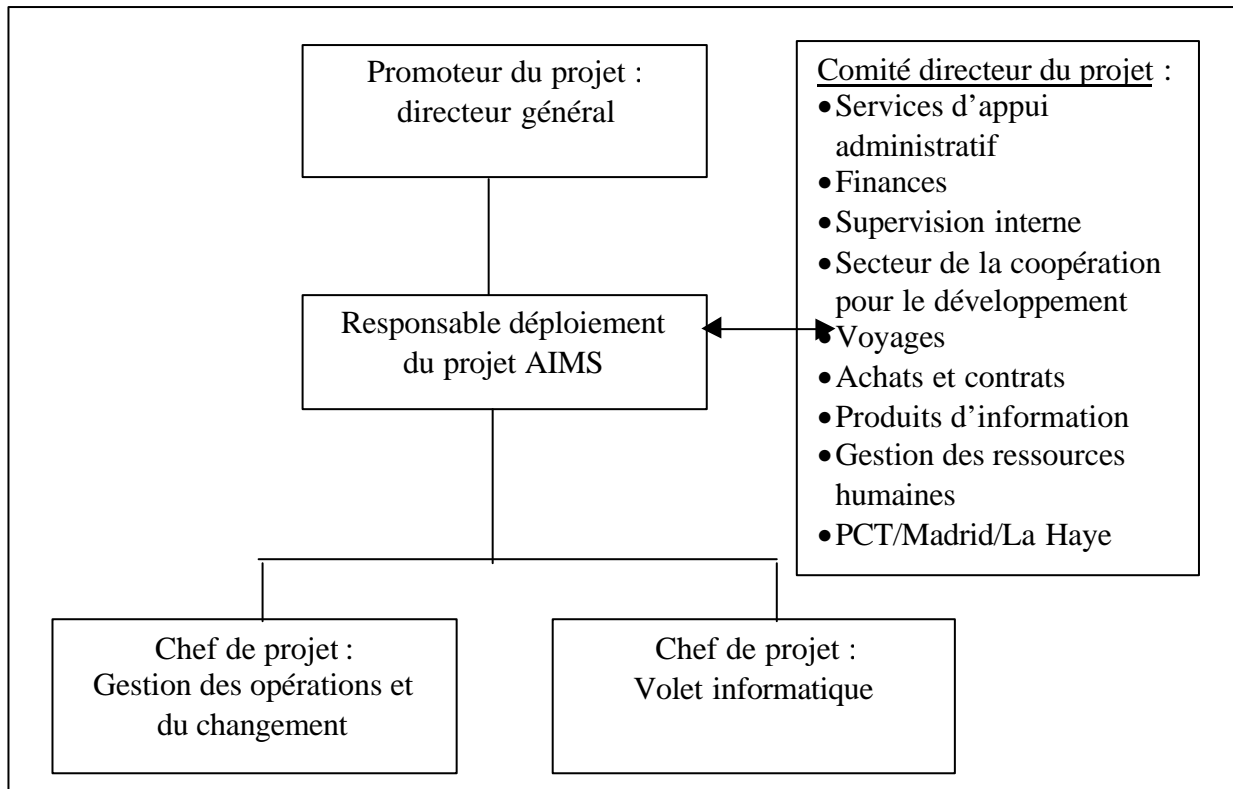 Promoteur du projet :
directeur général
Comité directeur du projet :
•Services d’appui
administratif
•Finances
•Supervision interne
•Secteur de la coopération
pour le développement
•Voyages
•Achats et contrats
•Produits d’information
•Gestion des ressources
humaines
•PCT/Madrid/La Haye
Responsable déploiement
du projet AIMS
Chef de projet :
Gestion des opérations et
du changement
Chef de projet :
Volet informatique